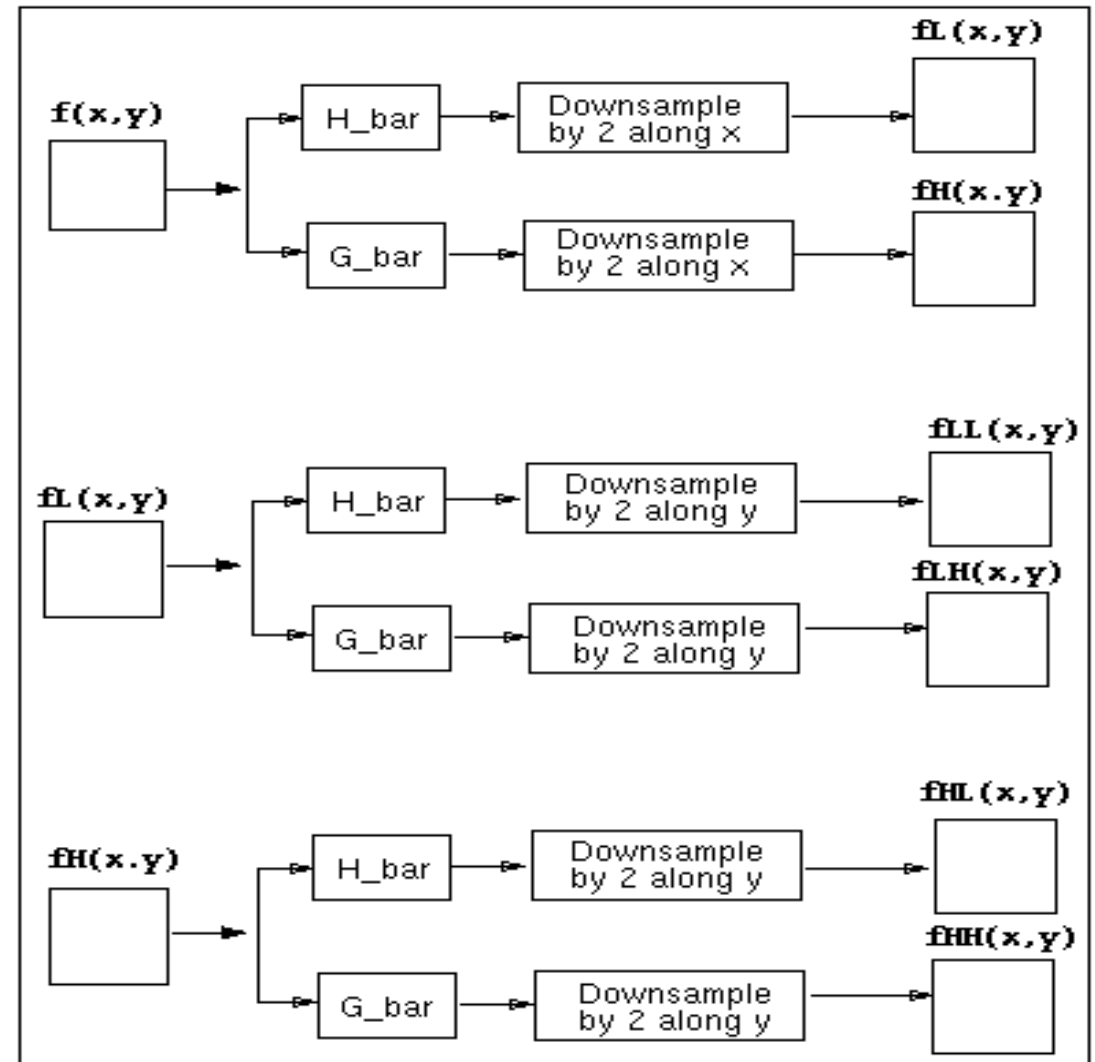 fL(x,y)
f(x,y)
H_bar
Downsample
by 2 along x
fH(x.y)
G_bar
Downsample
by 2 along x
fLL(x,y)
fL(x,y)
H_bar
Downsample
by 2 along y
fLH(x,y)
G_bar
Downsample
by 2 along y
fHL(x,y)
fH(x.y)
H_bar
Downsample
by 2 along y
fHH(x,y)
G_bar
Downsample
by 2 along y